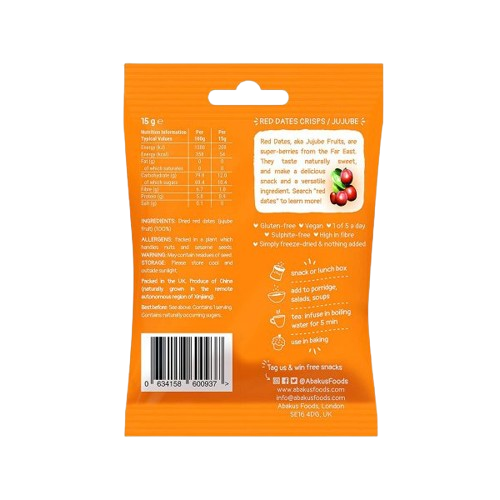 15 g e
Nutrition Information Per 100g Per 15g
Energy (kJ)
Energy (kcal)
Fat (g) 0 0
of which saturates 0 0
Carbohydrate (g) 12.0
of which sugars
Fibre (g)
Protein (g)
Salt (g) 0
INGREDIENTS: Dried red dates (jujube
fruit) (100%)
ALLERGENS: Packed in a plant which
handles nuts and sesame seeds.
WARNING: May contain residues of seed.
STORAGE: Please store cool and
outside sunlight.
Packed in the UK, Produce of China
(naturally grown in the remote
autonomous region of Xinjiang).
Best before: See above. Contains 1 serving.
Contains naturally occurring sugars.
0 634158 600937 >
RED DATES CRISPS / JUJUBE
Red Dates, aka Jujube Fruits, are
super-berries from the Far East.
They taste naturally sweet,
and make a delicious
snack and a versatile
ingredient. Search "red
dates" to learn more!
♥ Gluten-free ♥ Vegan ♥ 1 of 5 a day
♥ Sulphite-free ♥ High in fibre
♥ Simply freeze-dried & nothing added
snack or lunch box
add to porridge,
salads, soups
tea: infuse in boiling
water for 5 min
use in baking
Tag us & win free snacks
@AbakusFoods
www.abakusfoods.com
info@abakusfoods.com
Abakus Foods, London
SE16 4DG, UK